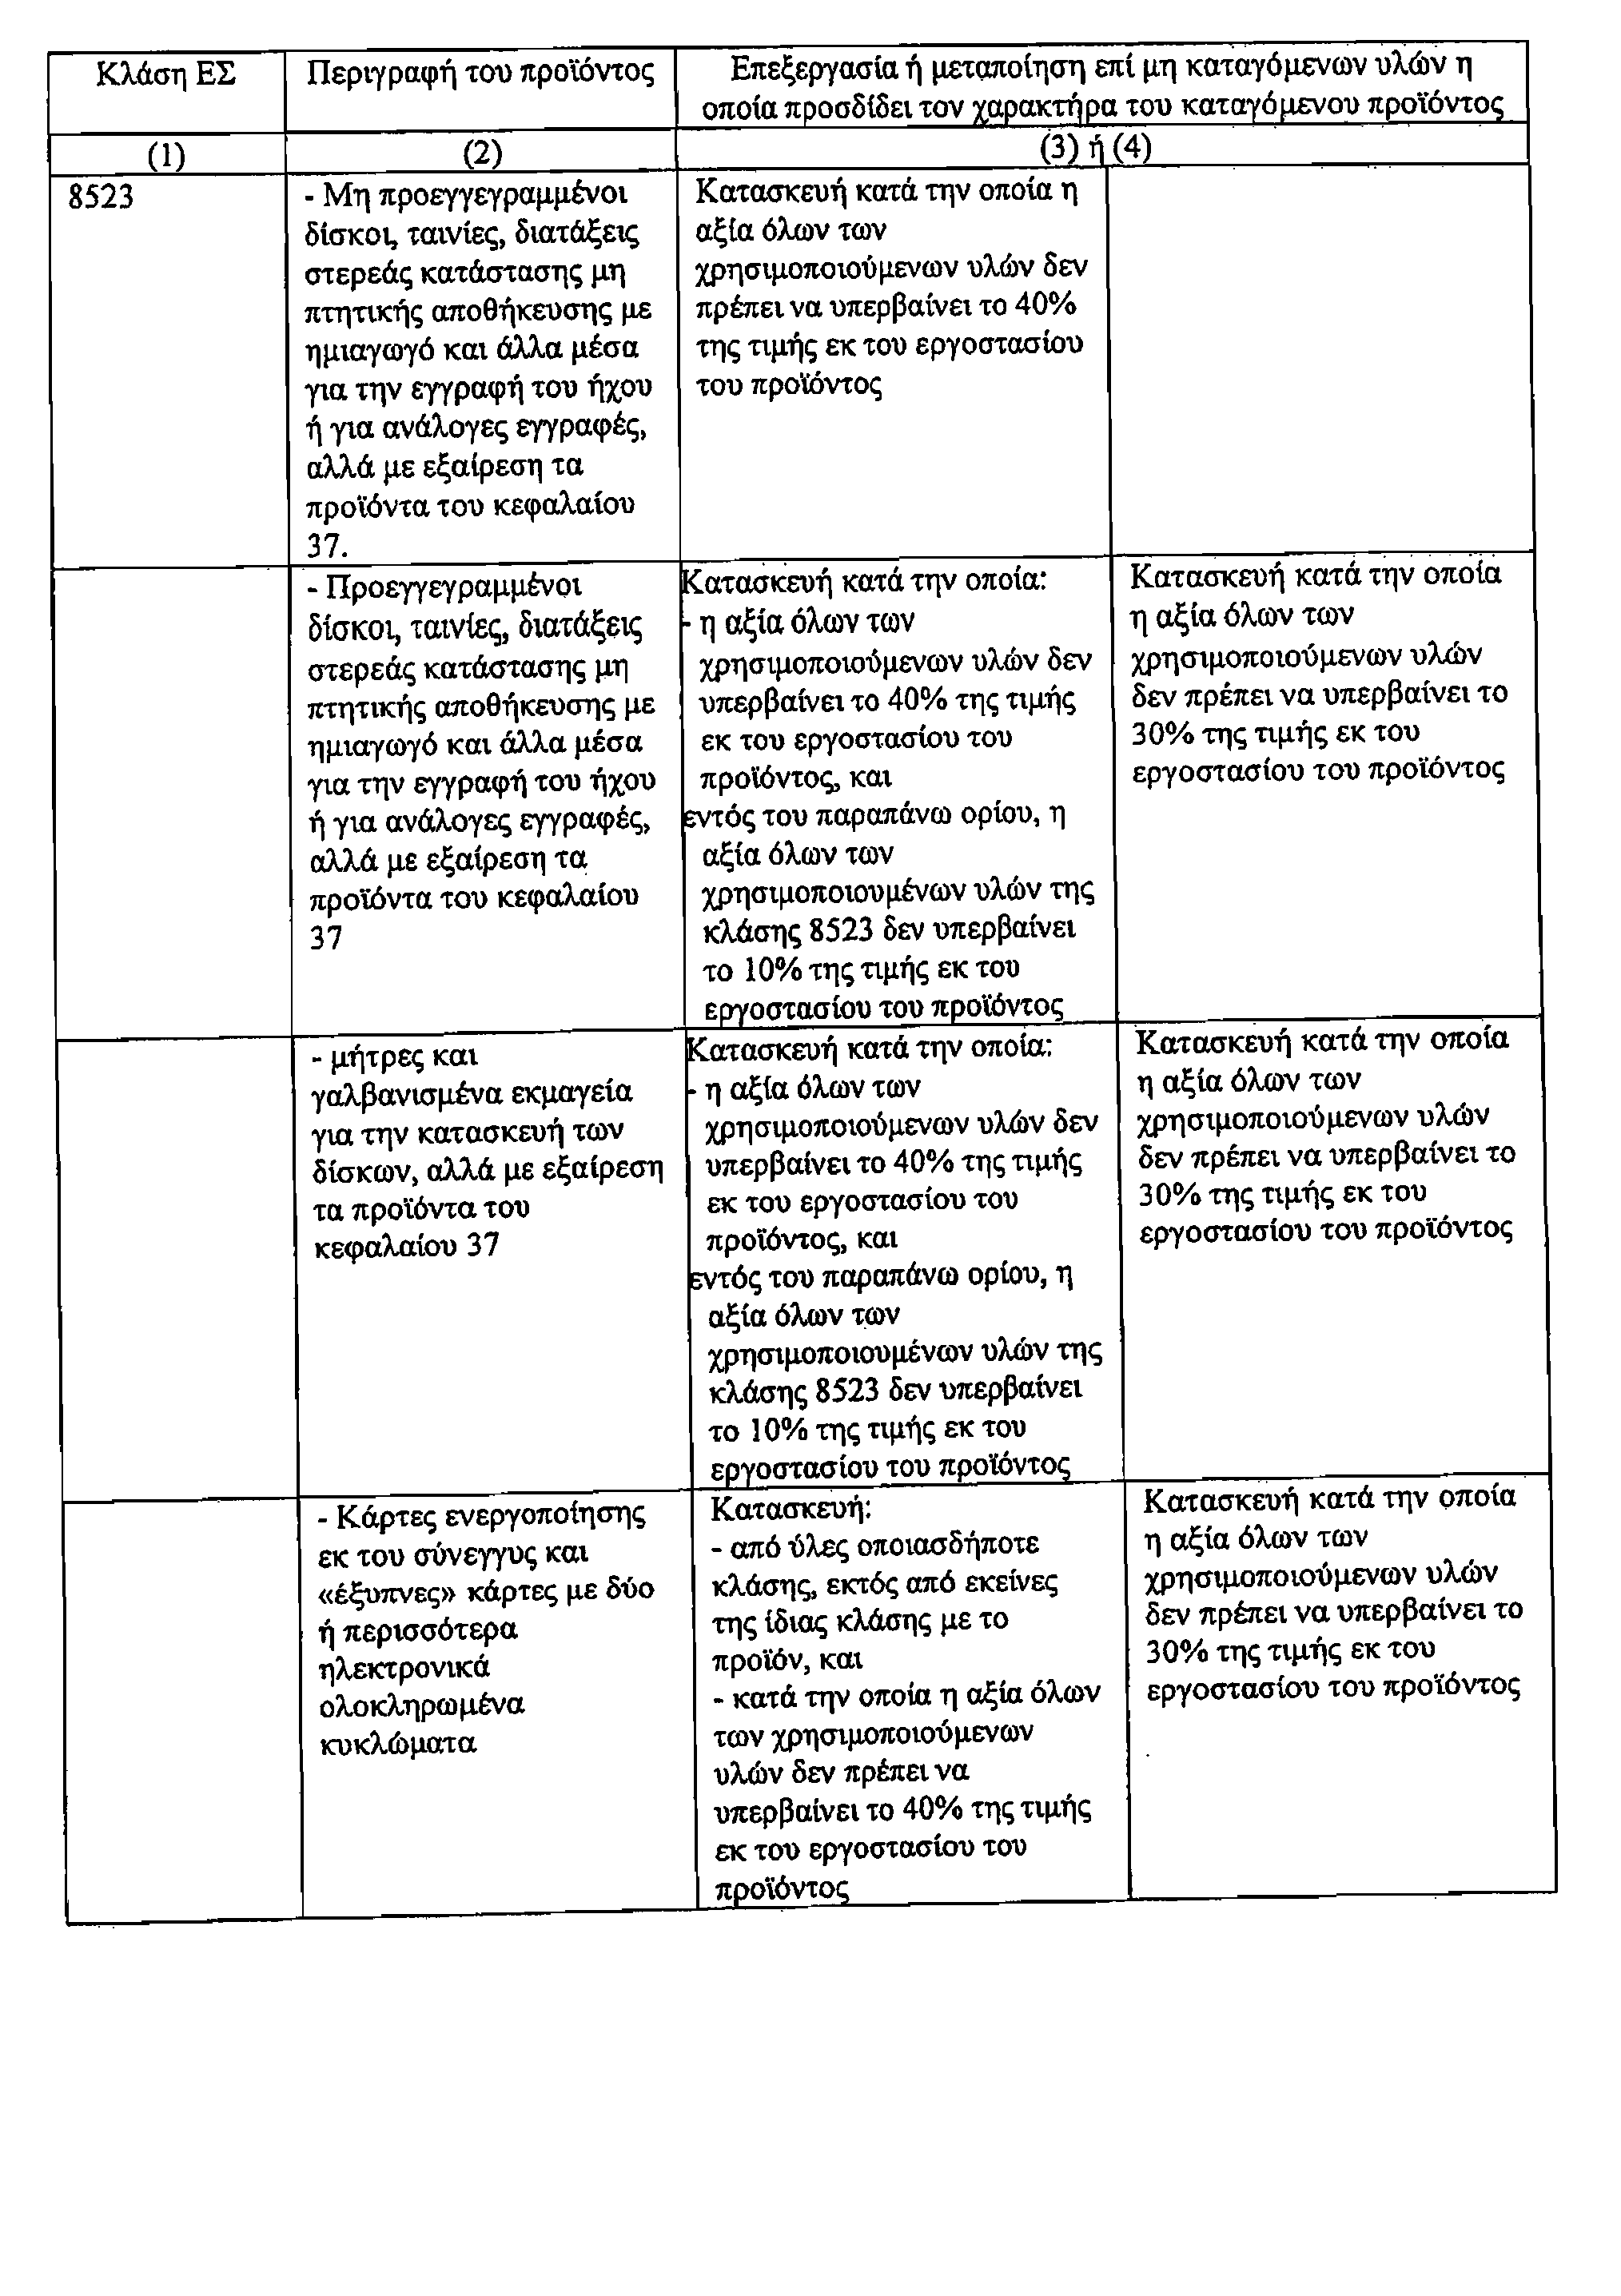 Κλάση ΕΣ
Περιγραφή του προϊόντος
Επεξεργασία ή μεταποίηση επί μη καταγόμενων υλών η
οποία προσδίδει τον χαρακτήρα του καταγόμενου προϊόντος
(1)
(2)
(3) ή (4)
8523
- Μη προεγγεγραμμένοι
δίσκοι, ταινίες, διατάξεις
στερεάς κατάστασης μη
πτητικής αποθήκευσης με
ημιαγωγό και άλλα μέσα
για την εγγραφή του ήχου
ή για ανάλογες εγγραφές,
αλλά με εξαίρεση τα
προϊόντα του κεφαλαίου
37.
Κατασκευή κατά την οποία η
αξία όλων των
χρησιμοποιούμενων υλών δεν
πρέπει να υπερβαίνει το 40%
της τιμής εκ του εργοστασίου
του προϊόντος
- Προεγγεγραμμένοι
δίσκοι, ταινίες, διατάξεις
στερεάς κατάστασης μη
πτητικής αποθήκευσης με
ημιαγωγό και άλλα μέσα
για την εγγραφή του ήχου
ή για ανάλογες εγγραφές,
αλλά με εξαίρεση τα
προϊόντα του κεφαλαίου
37
Κατασκευή κατά την οποία:
- η αξία όλων των
χρησιμοποιούμενων υλών δεν
υπερβαίνει το 40% της τιμής
εκ του εργοστασίου του
προϊόντος, και
εντός του παραπάνω ορίου, η
αξία όλων των
χρησιμοποιουμένων υλών της
κλάσης 8523 δεν υπερβαίνει
το 10% της τιμής εκ του
εργοστασίου του προϊόντος
Κατασκευή κατά την οποία
η αξία όλων των
χρησιμοποιούμενων υλών
δεν πρέπει να υπερβαίνει το
30% της τιμής εκ του
εργοστασίου του προϊόντος
- μήτρες και
γαλβανισμένα εκμαγεία
για την κατασκευή των
δίσκων, αλλά με εξαίρεση
τα προϊόντα του
κεφαλαίου 37
Κατασκευή κατά την οποία:
- η αξία όλων των
χρησιμοποιούμενων υλών δεν
υπερβαίνει το 40% της τιμής
εκ του εργοστασίου του
προϊόντος, και
εντός του παραπάνω ορίου, η
αξία όλων των
χρησιμοποιουμένων υλών της
κλάσης 8523 δεν υπερβαίνει
το 10% της τιμής εκ του
εργοστασίου του προϊόντος
Κατασκευή κατά την οποία
η αξία όλων των
χρησιμοποιούμενων υλών
δεν πρέπει να υπερβαίνει το
30% της τιμής εκ του
εργοστασίου του προϊόντος
- Κάρτες ενεργοποίησης
εκ του σύνεγγυς και
«έξυπνες» κάρτες με δύο
ή περισσότερα
ηλεκτρονικά
ολοκληρωμένα
κυκλώματα
Κατασκευή:
- από ύλες οποιασδήποτε
κλάσης, εκτός από εκείνες
της ίδιας κλάσης με το
προϊόν, και
- κατά την οποία η αξία όλων
των χρησιμοποιούμενων
υλών δεν πρέπει να
υπερβαίνει το 40% της τιμής
εκ του εργοστασίου του
προϊόντος
Κατασκευή κατά την οποία
η αξία όλων των
χρησιμοποιούμενων υλών
δεν πρέπει να υπερβαίνει το
30% της τιμής εκ του
εργοστασίου του προϊόντος